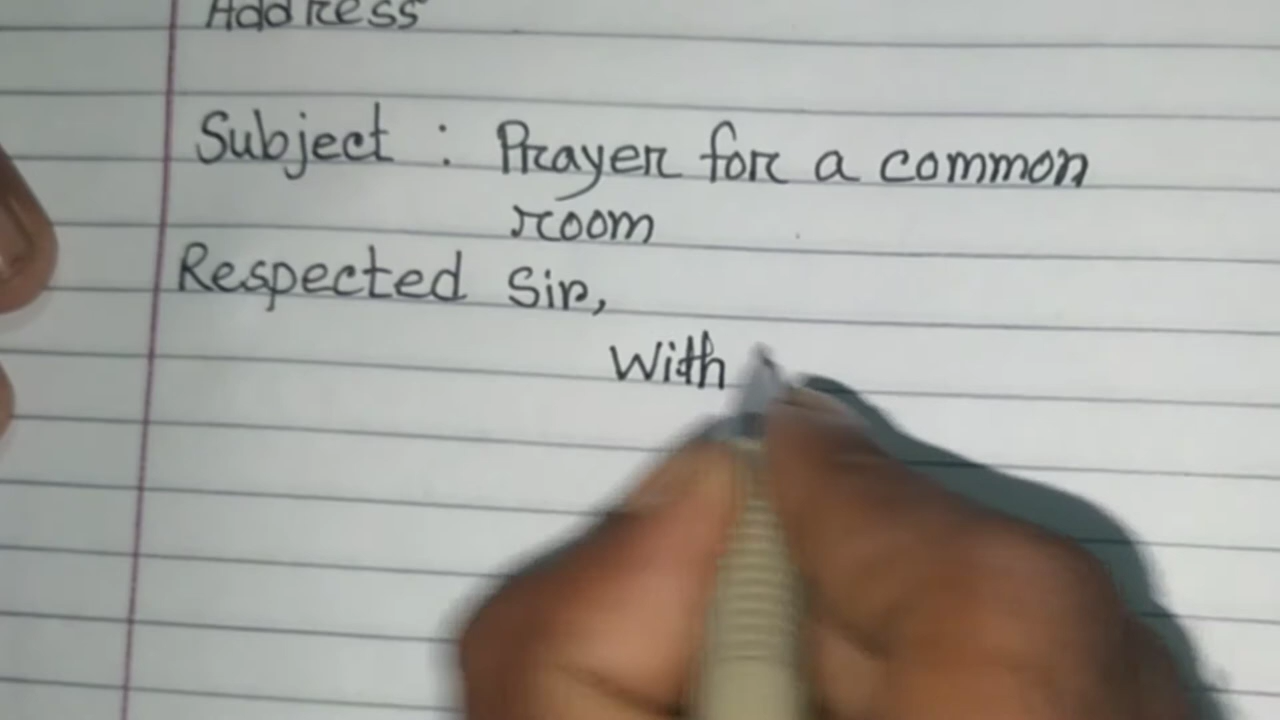 Address
Subject : Prayer for a common
room
Respected Sir,
With